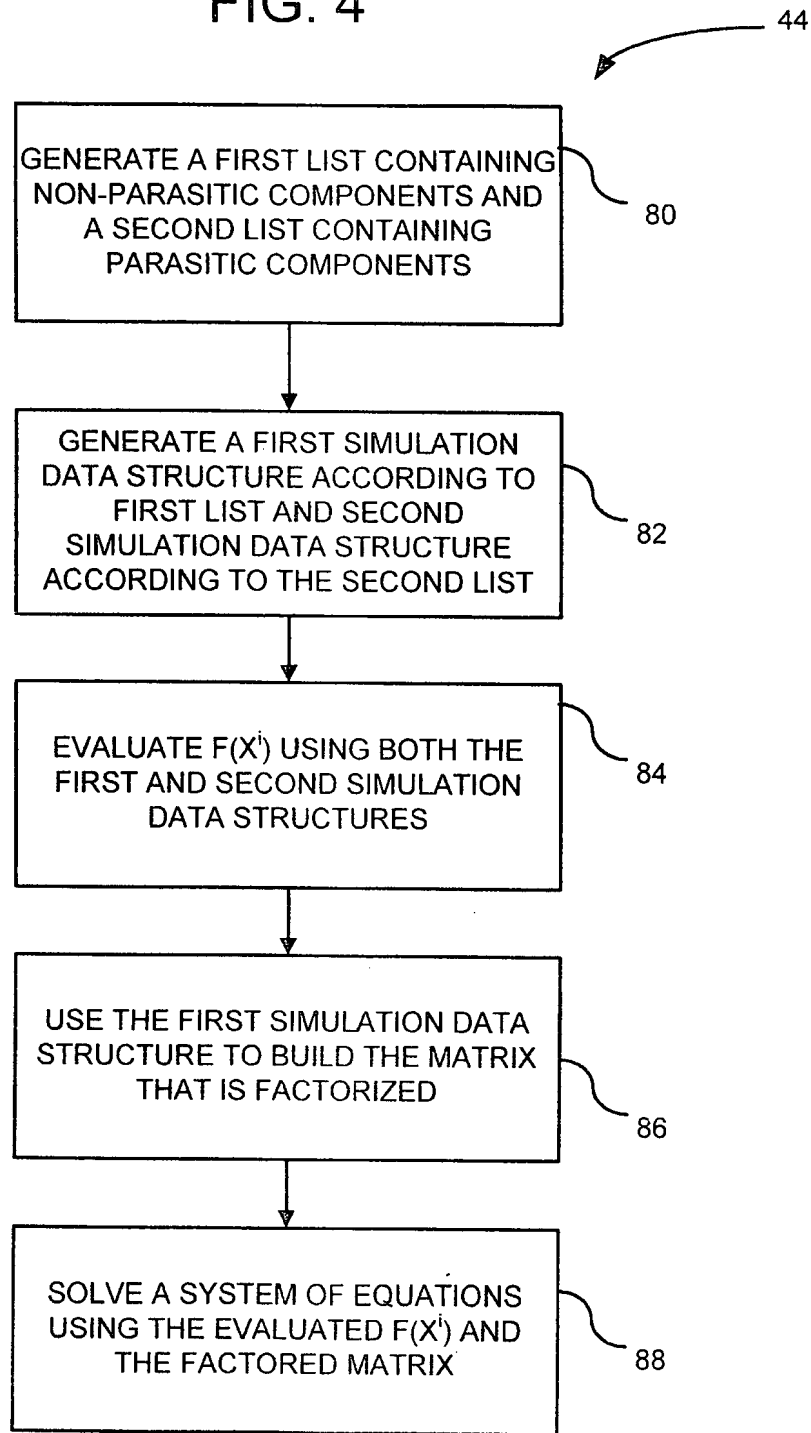 FIG. 4
44
GENERATE A FIRST LIST CONTAINING
NON-PARASITIC COMPONENTS AND
A SECOND LIST CONTAINING
PARASITIC COMPONENTS
80
GENERATE A FIRST SIMULATION
DATA STRUCTURE ACCORDING TO
FIRST LIST AND SECOND
SIMULATION DATA STRUCTURE
ACCORDING TO THE SECOND LIST
82
EVALUATE F(Xⁱ) USING BOTH THE
FIRST AND SECOND SIMULATION
DATA STRUCTURES
84
USE THE FIRST SIMULATION DATA
STRUCTURE TO BUILD THE MATRIX
THAT IS FACTORIZED
86
SOLVE A SYSTEM OF EQUATIONS
USING THE EVALUATED F(Xⁱ) AND
THE FACTORED MATRIX
88